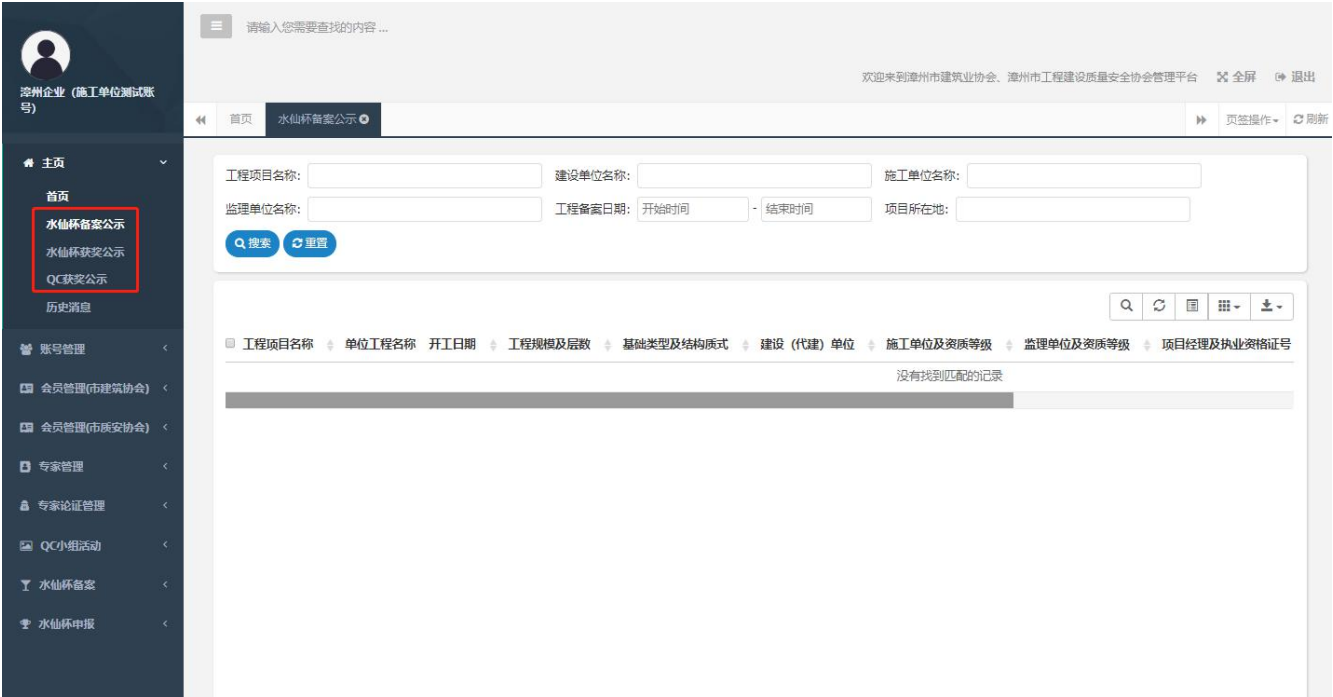 请输入您需要查找的内容 ...
漳州企业（施工单位测试账
号）
欢迎来到漳州市建筑业协会、漳州市工程建设质量安全协会管理平台 全屏 退出
首页 水仙杯备案公示 页签操作 刷新
主页
首页
水仙杯备案公示
水仙杯获奖公示
QC获奖公示
历史消息
账号管理
会员管理(市建筑协会)
会员管理(市质安协会)
专家管理
专家论证管理
QC小组活动
水仙杯备案
水仙杯申报
工程项目名称： 建设单位名称： 施工单位名称：
监理单位名称： 工程备案日期： 开始时间 - 结束时间 项目所在地：
搜索 重置
工程项目名称 单位工程名称 开工日期 工程规模及层数 基础类型及结构质式 建设（代建）单位 施工单位及资质等级 监理单位及资质等级 项目经理及执业资格证号
没有找到匹配的记录